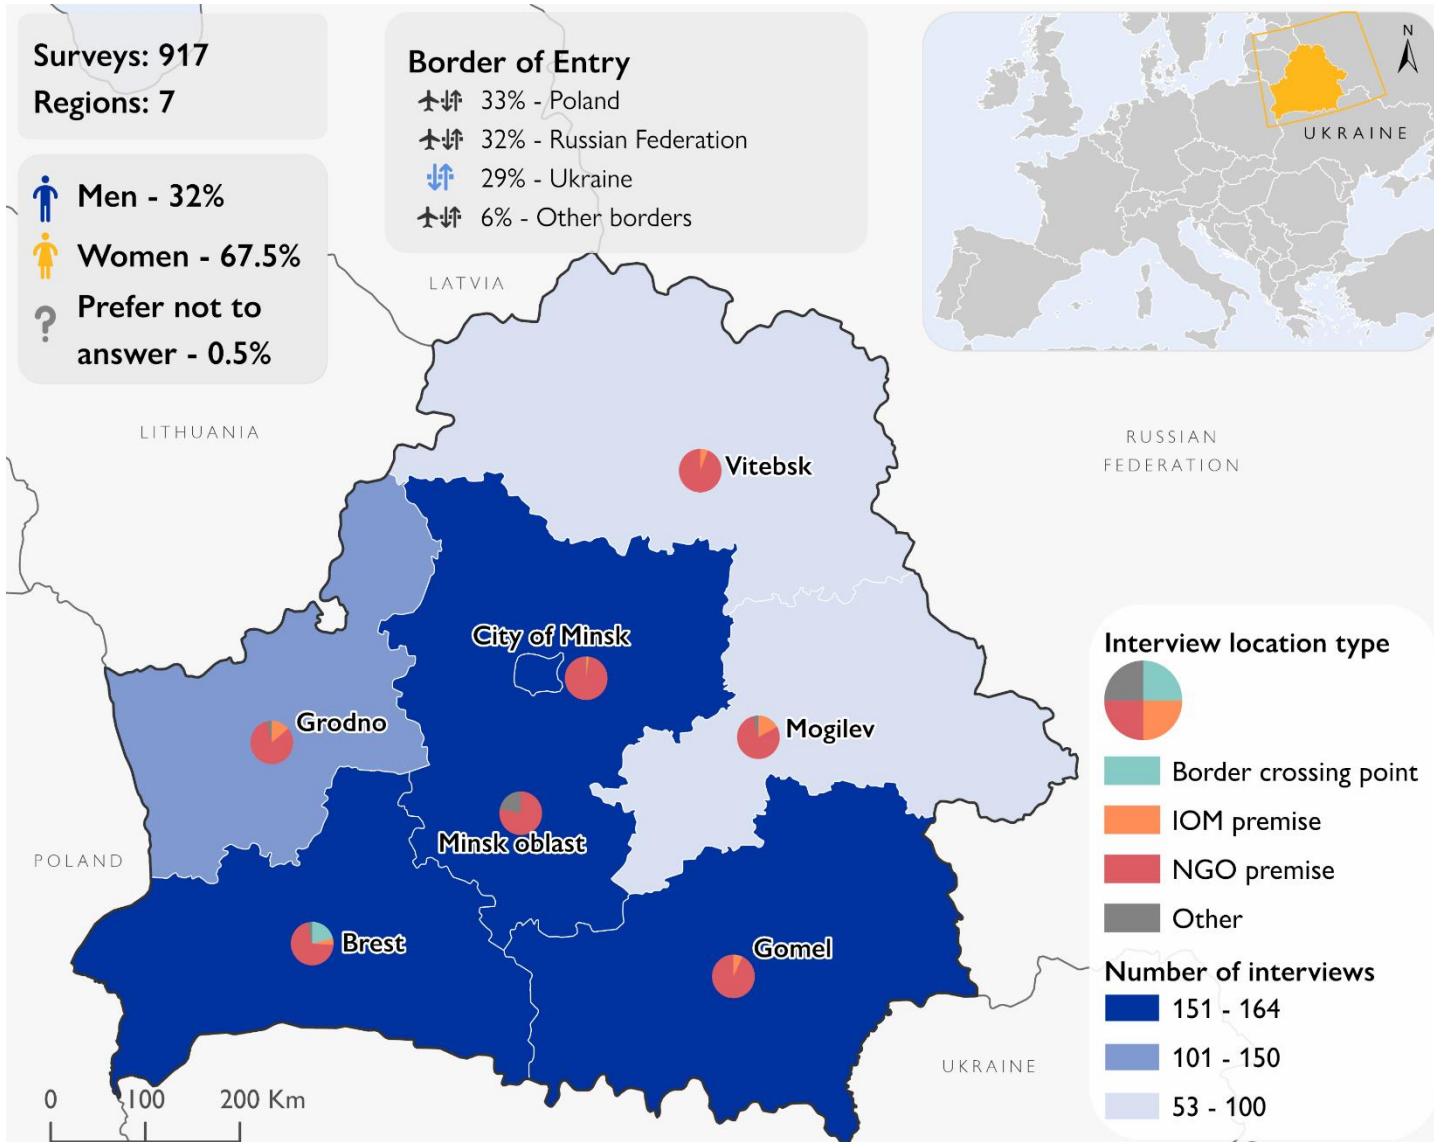 Surveys: 917
Regions: 7
Men - 32%
Women - 67.5%
Prefer not to
answer - 0.5%
Border of Entry
33% - Poland
32% - Russian Federation
29% - Ukraine
6% - Other borders
N
UKRAINE
LATVIA
LITHUANIA
RUSSIAN
FEDERATION
POLAND
UKRAINE
Vitebsk
City of Minsk
Grodno
Mogilev
Minsk oblast
Brest
Gomel
Interview location type
Border crossing point
IOM premise
NGO premise
Other
Number of interviews
151 - 164
101 - 150
53 - 100
0 100 200 Km